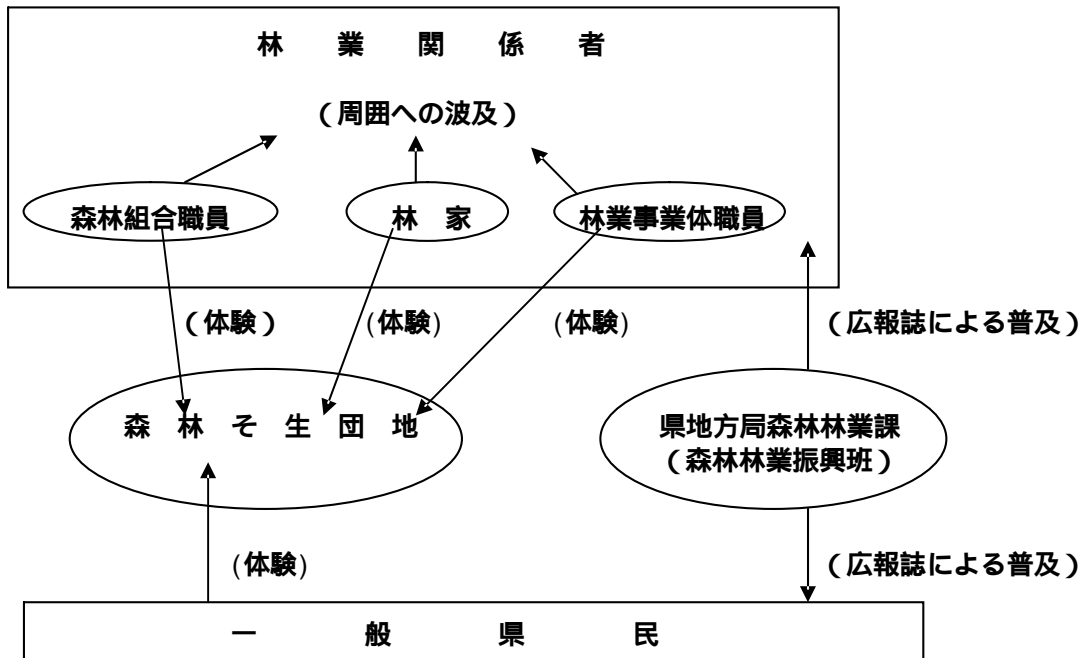 林 業 関 係 者
（周囲への波及）
森林組合職員
林 家
林業事業体職員
（体験）
(体験)
(体験)
（広報誌による普及）
森 林 そ 生 団 地
県地方局森林林業課
（森林林業振興班）
(体験)
（広報誌による普及）
一 般 県 民